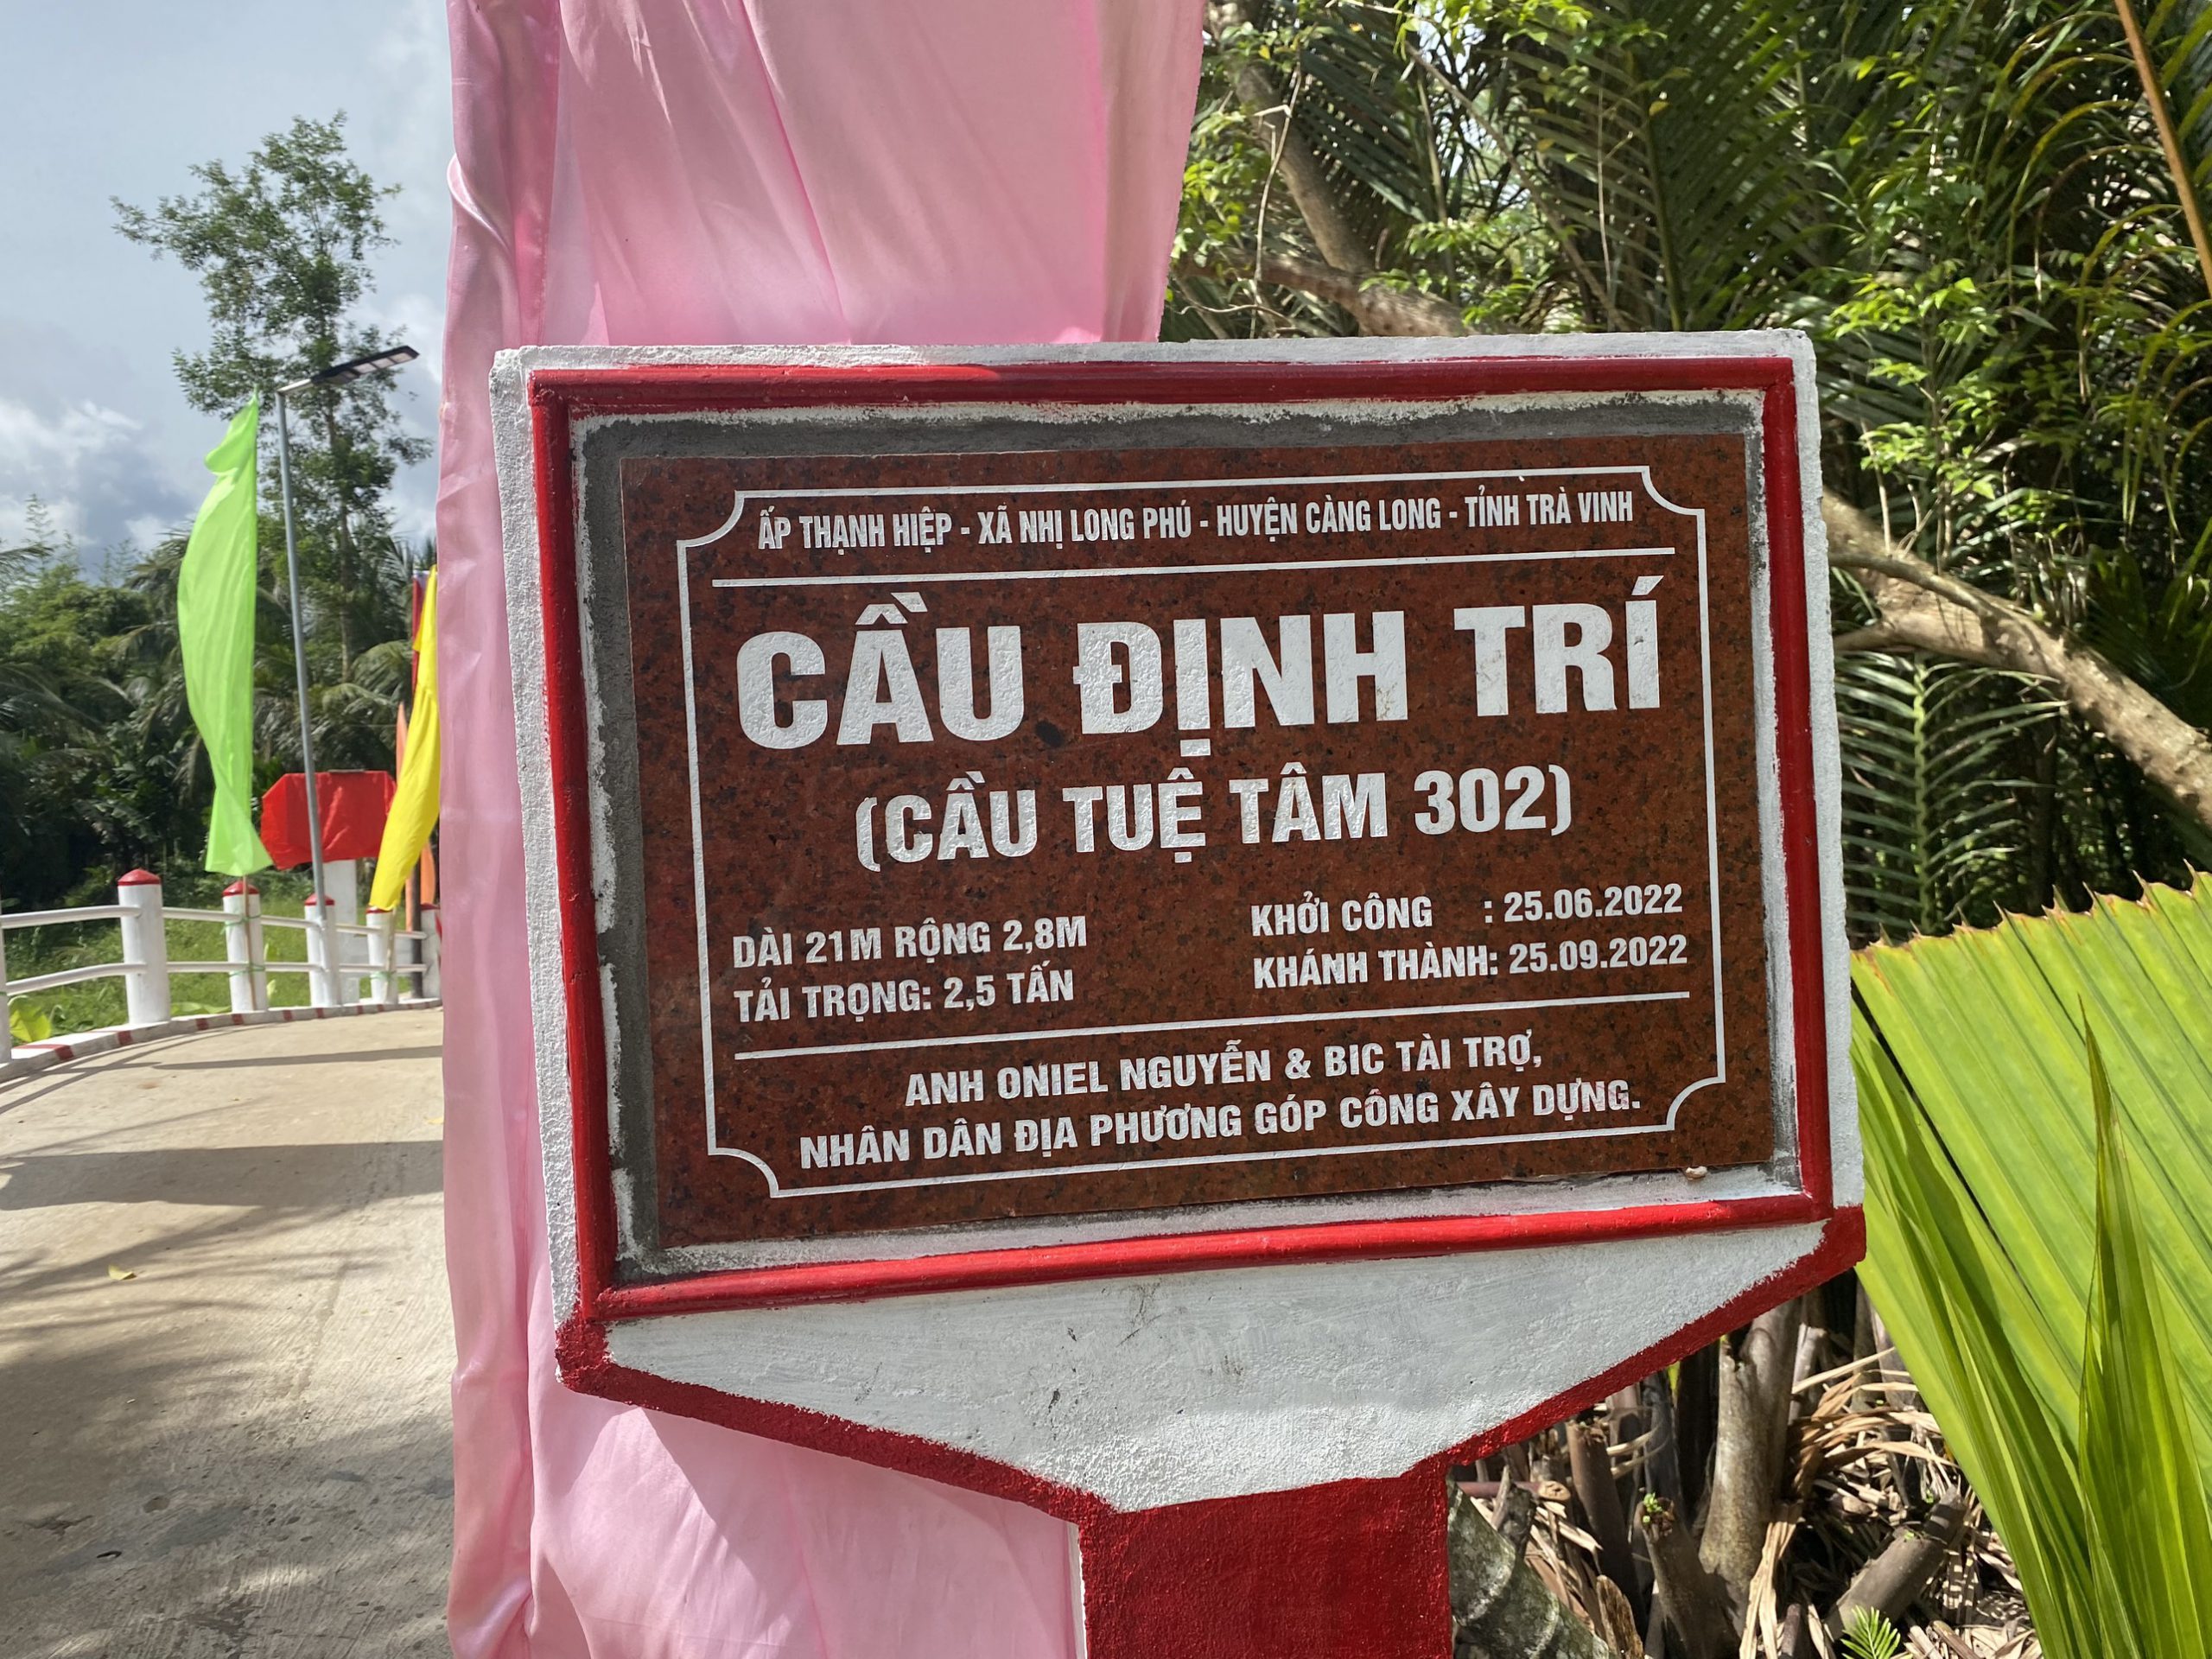 ẤP THẠNH HIỆP - XÃ NHỊ LONG PHÚ - HUYỆN CÀNG LONG - TỈNH TRÀ VINH
CẦU ĐỊNH TRÍ
(CẦU TUỆ TÂM 302)
DÀI 21M RỘNG 2,8M
TẢI TRỌNG: 2,5 TẤN
KHỞI CÔNG : 25.06.2022
KHÁNH THÀNH: 25.09.2022
ANH ONIEL NGUYỄN & BIC TÀI TRỢ,
NHÂN DÂN ĐỊA PHƯƠNG GÓP CÔNG XÂY DỰNG.